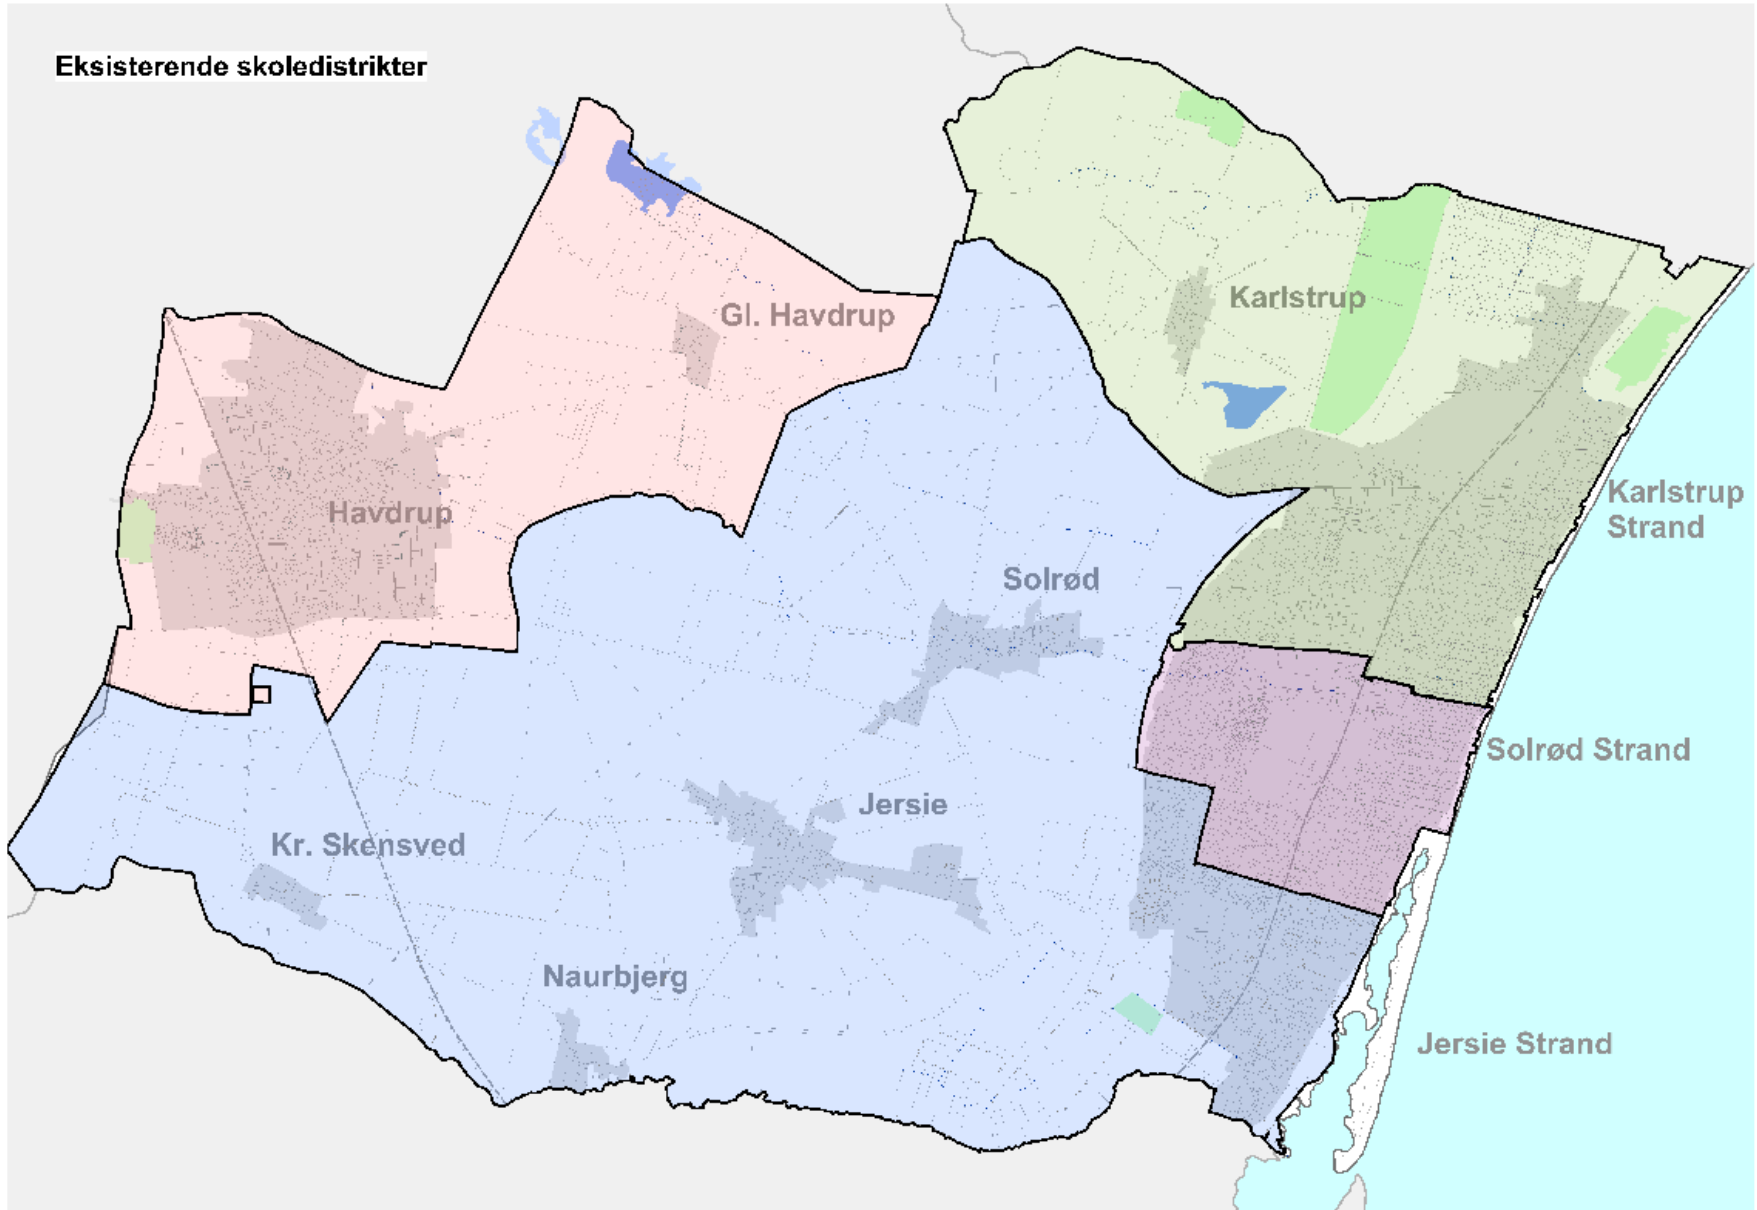 Eksisterende skoledistrikter
Karlstrup
Gl. Havdrup
Karlstrup
Strand
Havdrup
Solrød
Solrød Strand
Jersie
Kr. Skensved
Naurbjerg
Jersie Strand